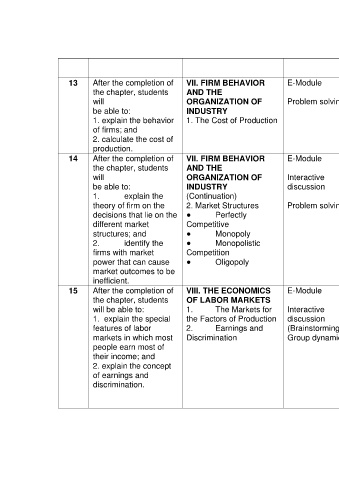 13
After the completion of
the chapter, students
will
be able to:
1. explain the behavior
of firms; and
2. calculate the cost of
production.
VII. FIRM BEHAVIOR
AND THE
ORGANIZATION OF
INDUSTRY
1. The Cost of Production
E-Module
Problem solvin
14
After the completion of
the chapter, students
will
be able to:
1. explain the
theory of firm on the
decisions that lie on the
different market
structures; and
2. identify the
firms with market
power that can cause
market outcomes to be
inefficient.
VII. FIRM BEHAVIOR
AND THE
ORGANIZATION OF
INDUSTRY
(Continuation)
2. Market Structures
● Perfectly
Competitive
● Monopoly
● Monopolistic
Competition
● Oligopoly
E-Module
Interactive
discussion
Problem solvin
15
After the completion of
the chapter, students
will be able to:
1. explain the special
features of labor
markets in which most
people earn most of
their income; and
2. explain the concept
of earnings and
discrimination.
VIII. THE ECONOMICS
OF LABOR MARKETS
1. The Markets for
the Factors of Production
2. Earnings and
Discrimination
E-Module
Interactive
discussion
(Brainstorming
Group dynamic